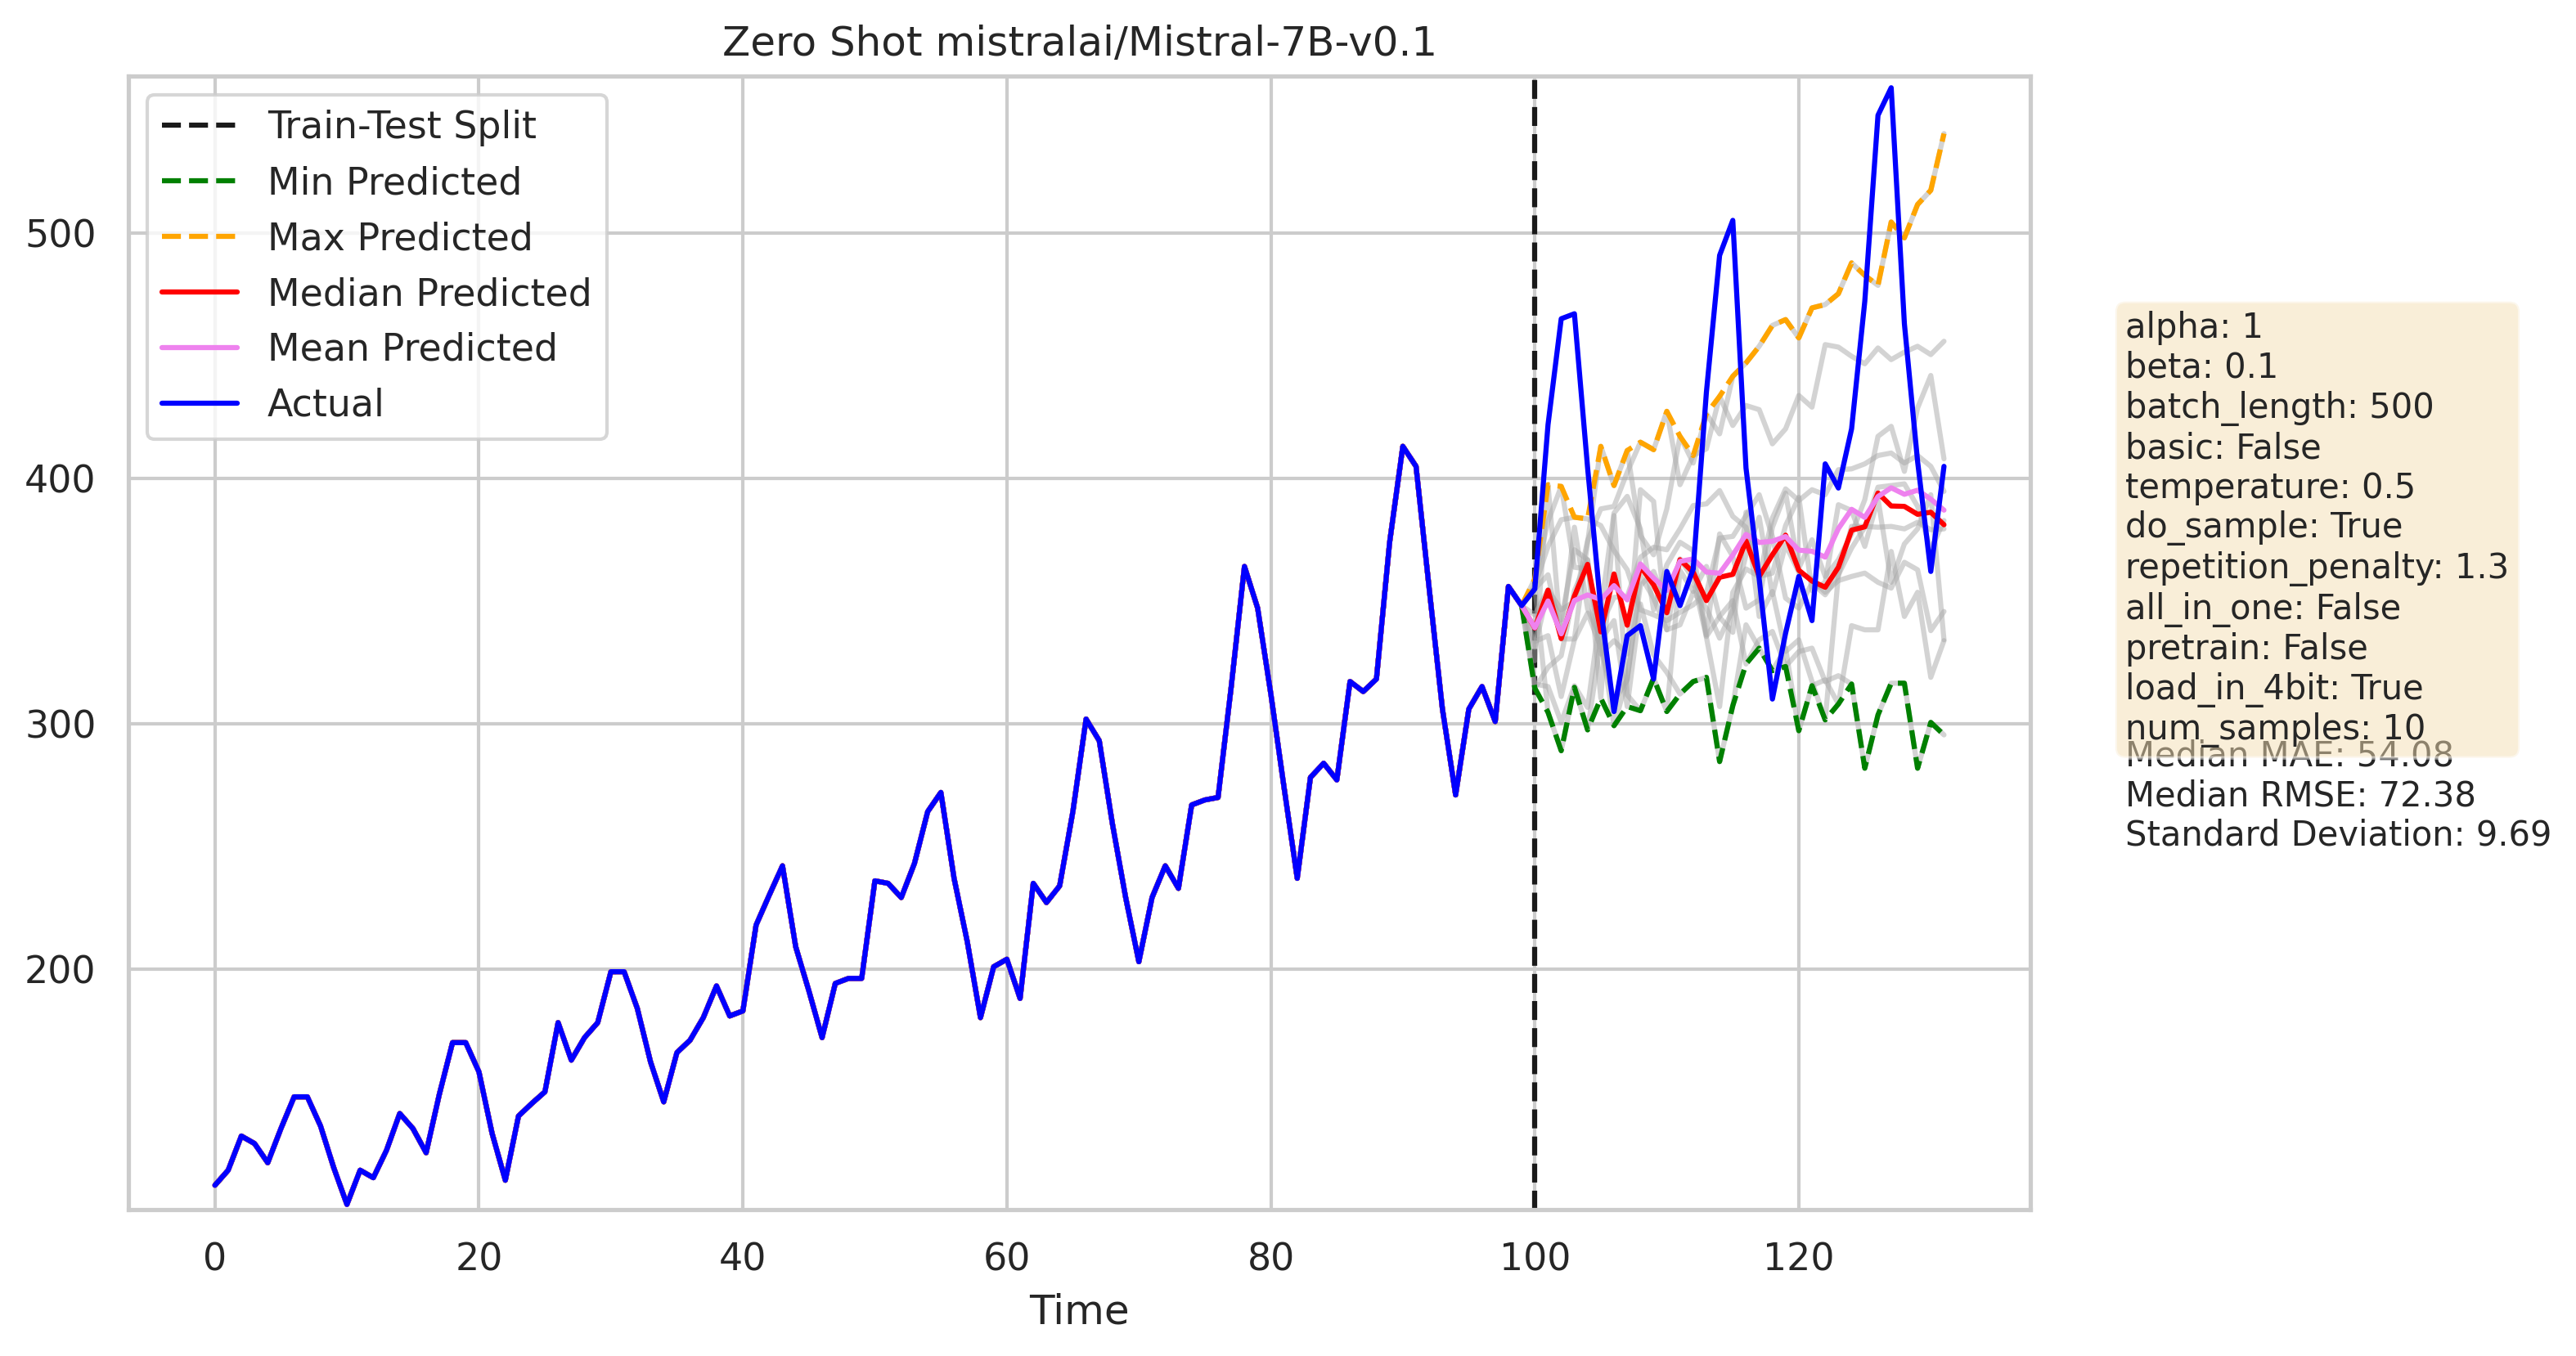 Zero Shot mistralai/Mistral-7B-v0.1
Train-Test Split
Min Predicted
Max Predicted
Median Predicted
Mean Predicted
Actual
500
400
300
200
0 20 40 60 80 100 120
Time
alpha: 1
beta: 0.1
batch_length: 500
basic: False
temperature: 0.5
do_sample: True
repetition_penalty: 1.3
all_in_one: False
pretrain: False
load_in_4bit: True
num_samples: 10
Median MAE: 54.08
Median RMSE: 72.38
Standard Deviation: 9.69